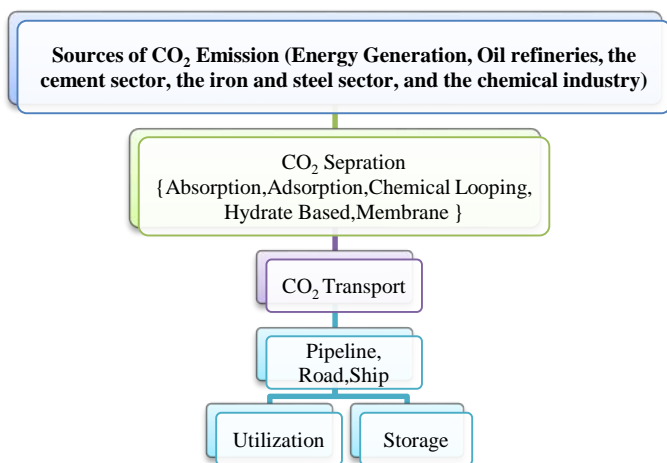 Sources of CO₂ Emission (Energy Generation, Oil refineries, the
cement sector, the iron and steel sector, and the chemical industry)
CO₂ Sepration
{Absorption,Adsorption,Chemical Looping,
Hydrate Based,Membrane }
CO₂ Transport
Pipeline,
Road,Ship
Utilization
Storage